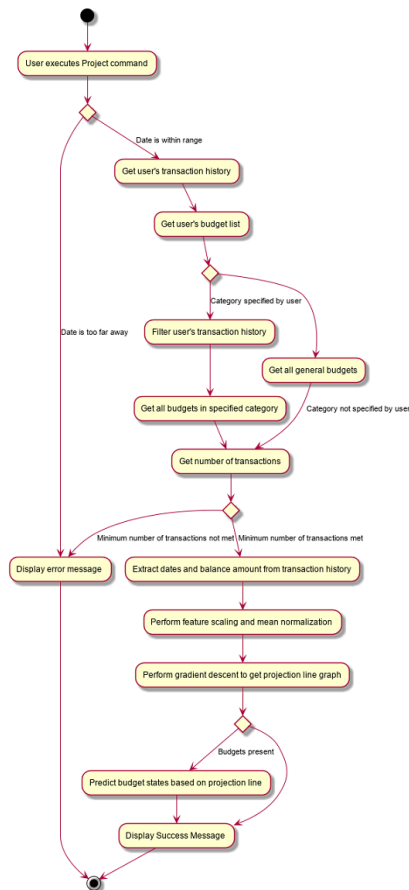 User executes Project command
Date is within range
Get user's transaction history
Get user's budget list
Category specified by user
Filter user's transaction history
Date is too far away
Get all general budgets
Category not specified by user
Get all budgets in specified category
Get number of transactions
Minimum number of transactions not met
Minimum number of transactions met
Display error message
Extract dates and balance amount from transaction history
Perform feature scaling and mean normalization
Perform gradient descent to get projection line graph
Budgets present
Predict budget states based on projection line
Display Success Message